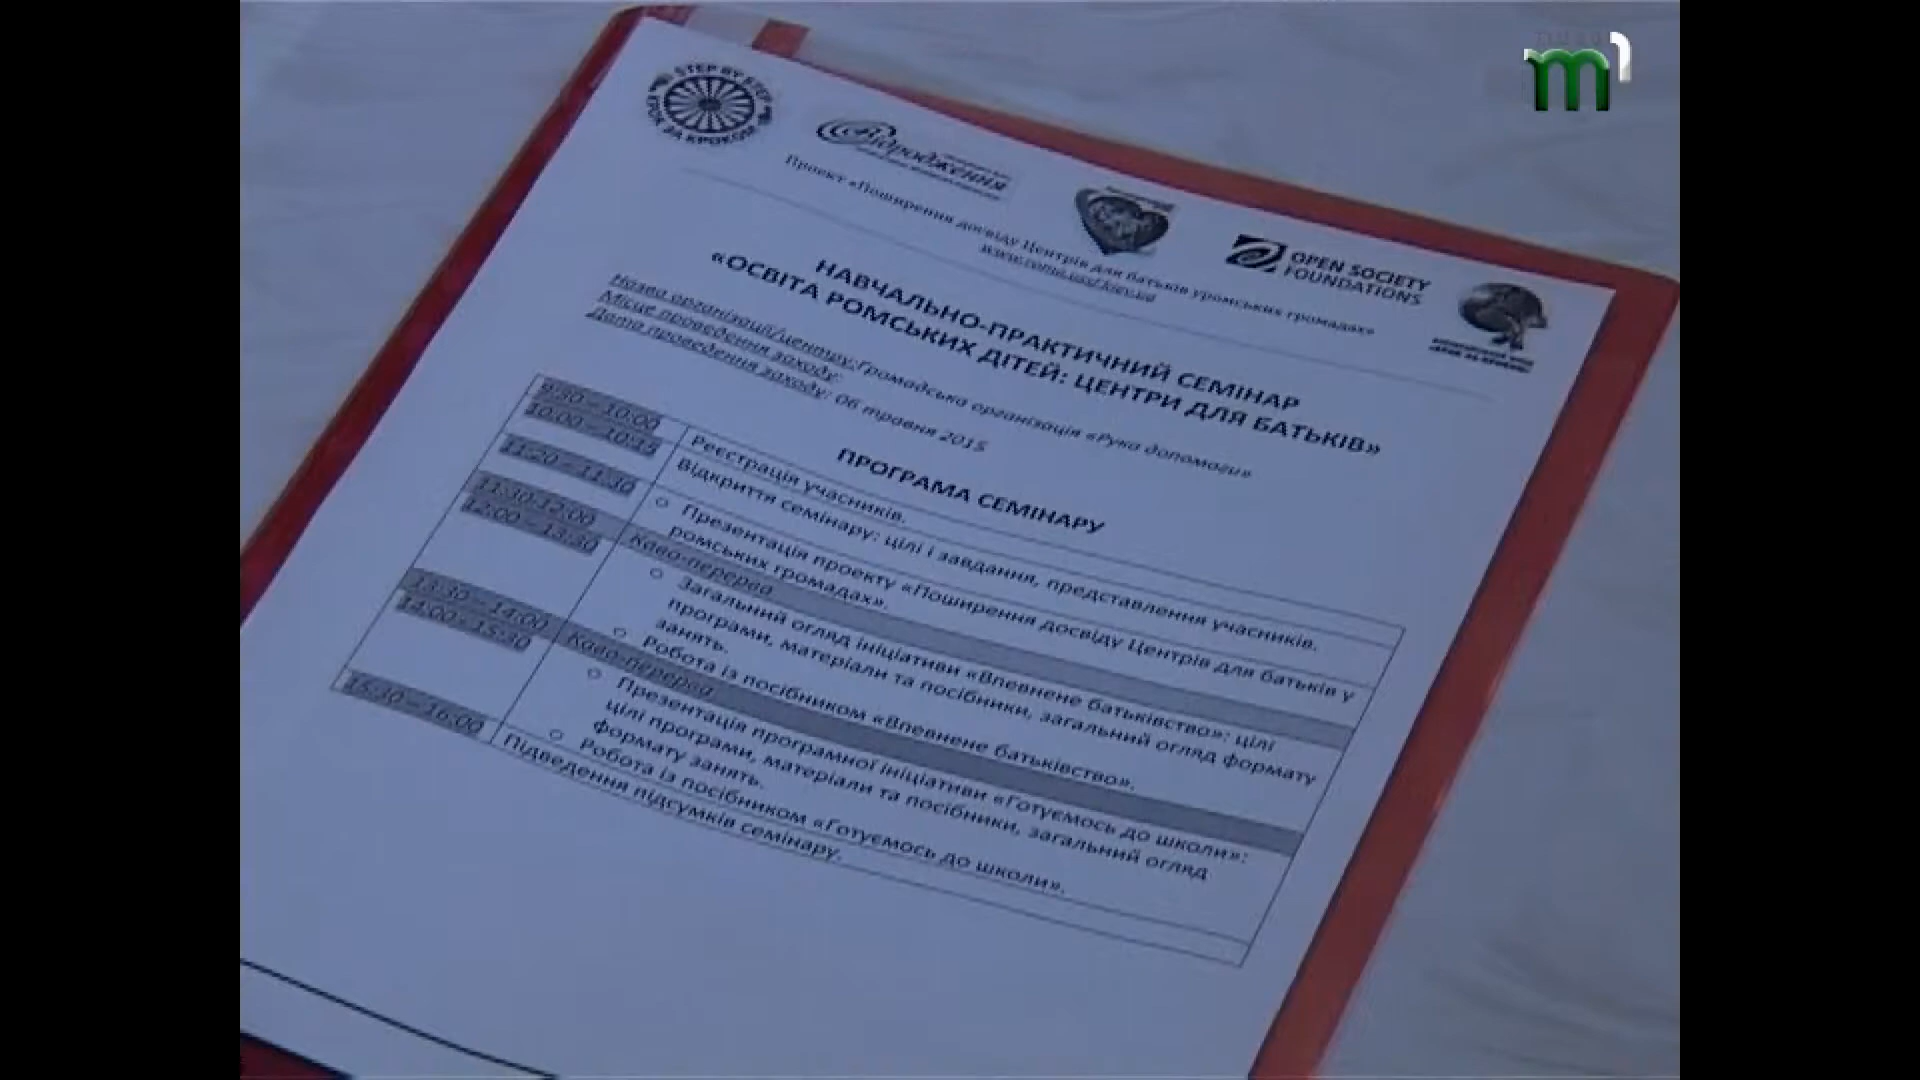 m1
STEP BY STEP
КРОК ЗА КРОКОМ
Відродження
OPEN SOCIETY
FOUNDATIONS
Проект «Поширення досвіду Центрів для батьків у ромських громадах»
НАВЧАЛЬНО-ПРАКТИЧНИЙ СЕМІНАР
«ОСВІТА РОМСЬКИХ ДІТЕЙ: ЦЕНТРИ ДЛЯ БАТЬКІВ»
Назва організації/центру: Громадська організація «Рука допомоги»
Місце проведення заходу:
Дата проведення заходу: 06 травня 2015
ПРОГРАМА СЕМІНАРУ
9:30 – 10:00 Реєстрація учасників.
10:00 – 10:15 Відкриття семінару: цілі і завдання, представлення учасників.
11:20 – 11:30 Презентація проекту «Поширення досвіду Центрів для батьків у
ромських громадах».
11:30-12:00 Каво-перерва
12:00 – 13:30 Загальний огляд ініціативи «Впевнене батьківство»: цілі
програми, матеріали та посібники, загальний огляд формату
занять.
Робота із посібником «Впевнене батьківство».
13:30 – 14:00 Каво-перерва
14:00 - 15:30 Презентація програмної ініціативи «Готуємось до школи»:
цілі програми, матеріали та посібники, загальний огляд
формату занять.
Робота із посібником «Готуємось до школи».
15:30 – 16:00 Підведення підсумків семінару.